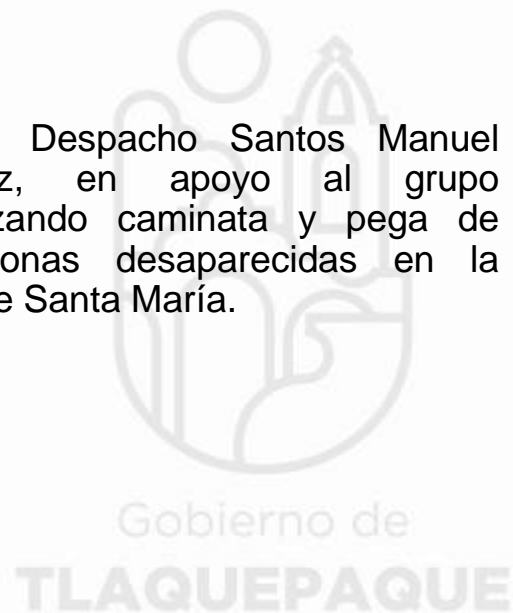 Despacho Santos Manuel
z, en apoyo al grupo
zando caminata y pega de
onas desaparecidas en la
e Santa María.
Gobierno de
TLAQUEPAQUE